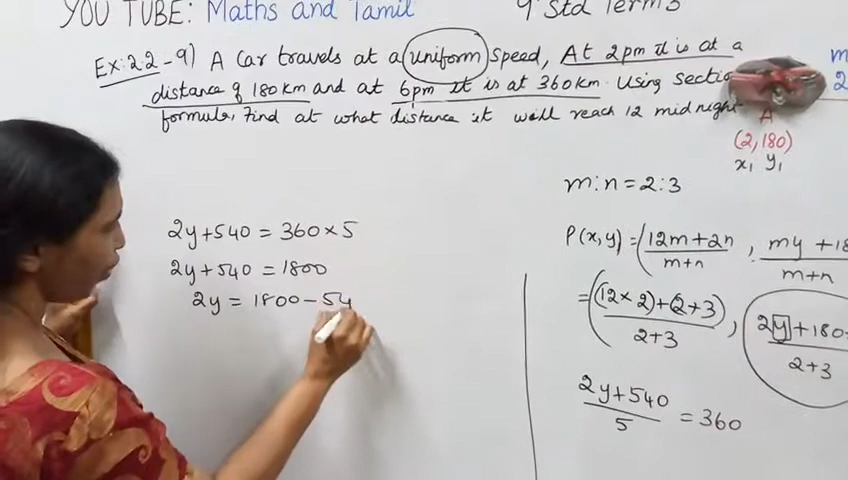 YOU TUBE: Maths and Tamil
9 Std Term 3
Ex:2.2-9) A Car travels at a uniform Speed, At 2pm it is at a
distance of 180km and at 6pm it is at 360km. Using Sectio
formula, Find at what distance it will reach 12 midnight.
A
(2,180)
x₁ y₁
m:n = 2:3
2y+540 = 360×5
2y+540 = 1800
2y = 1800-54
P(x,y) = (12m+2n/m+n, my+18/m+n
= ((12×2)+(2+3)/2+3, 2y+180/2+3
2y+540/5 = 360